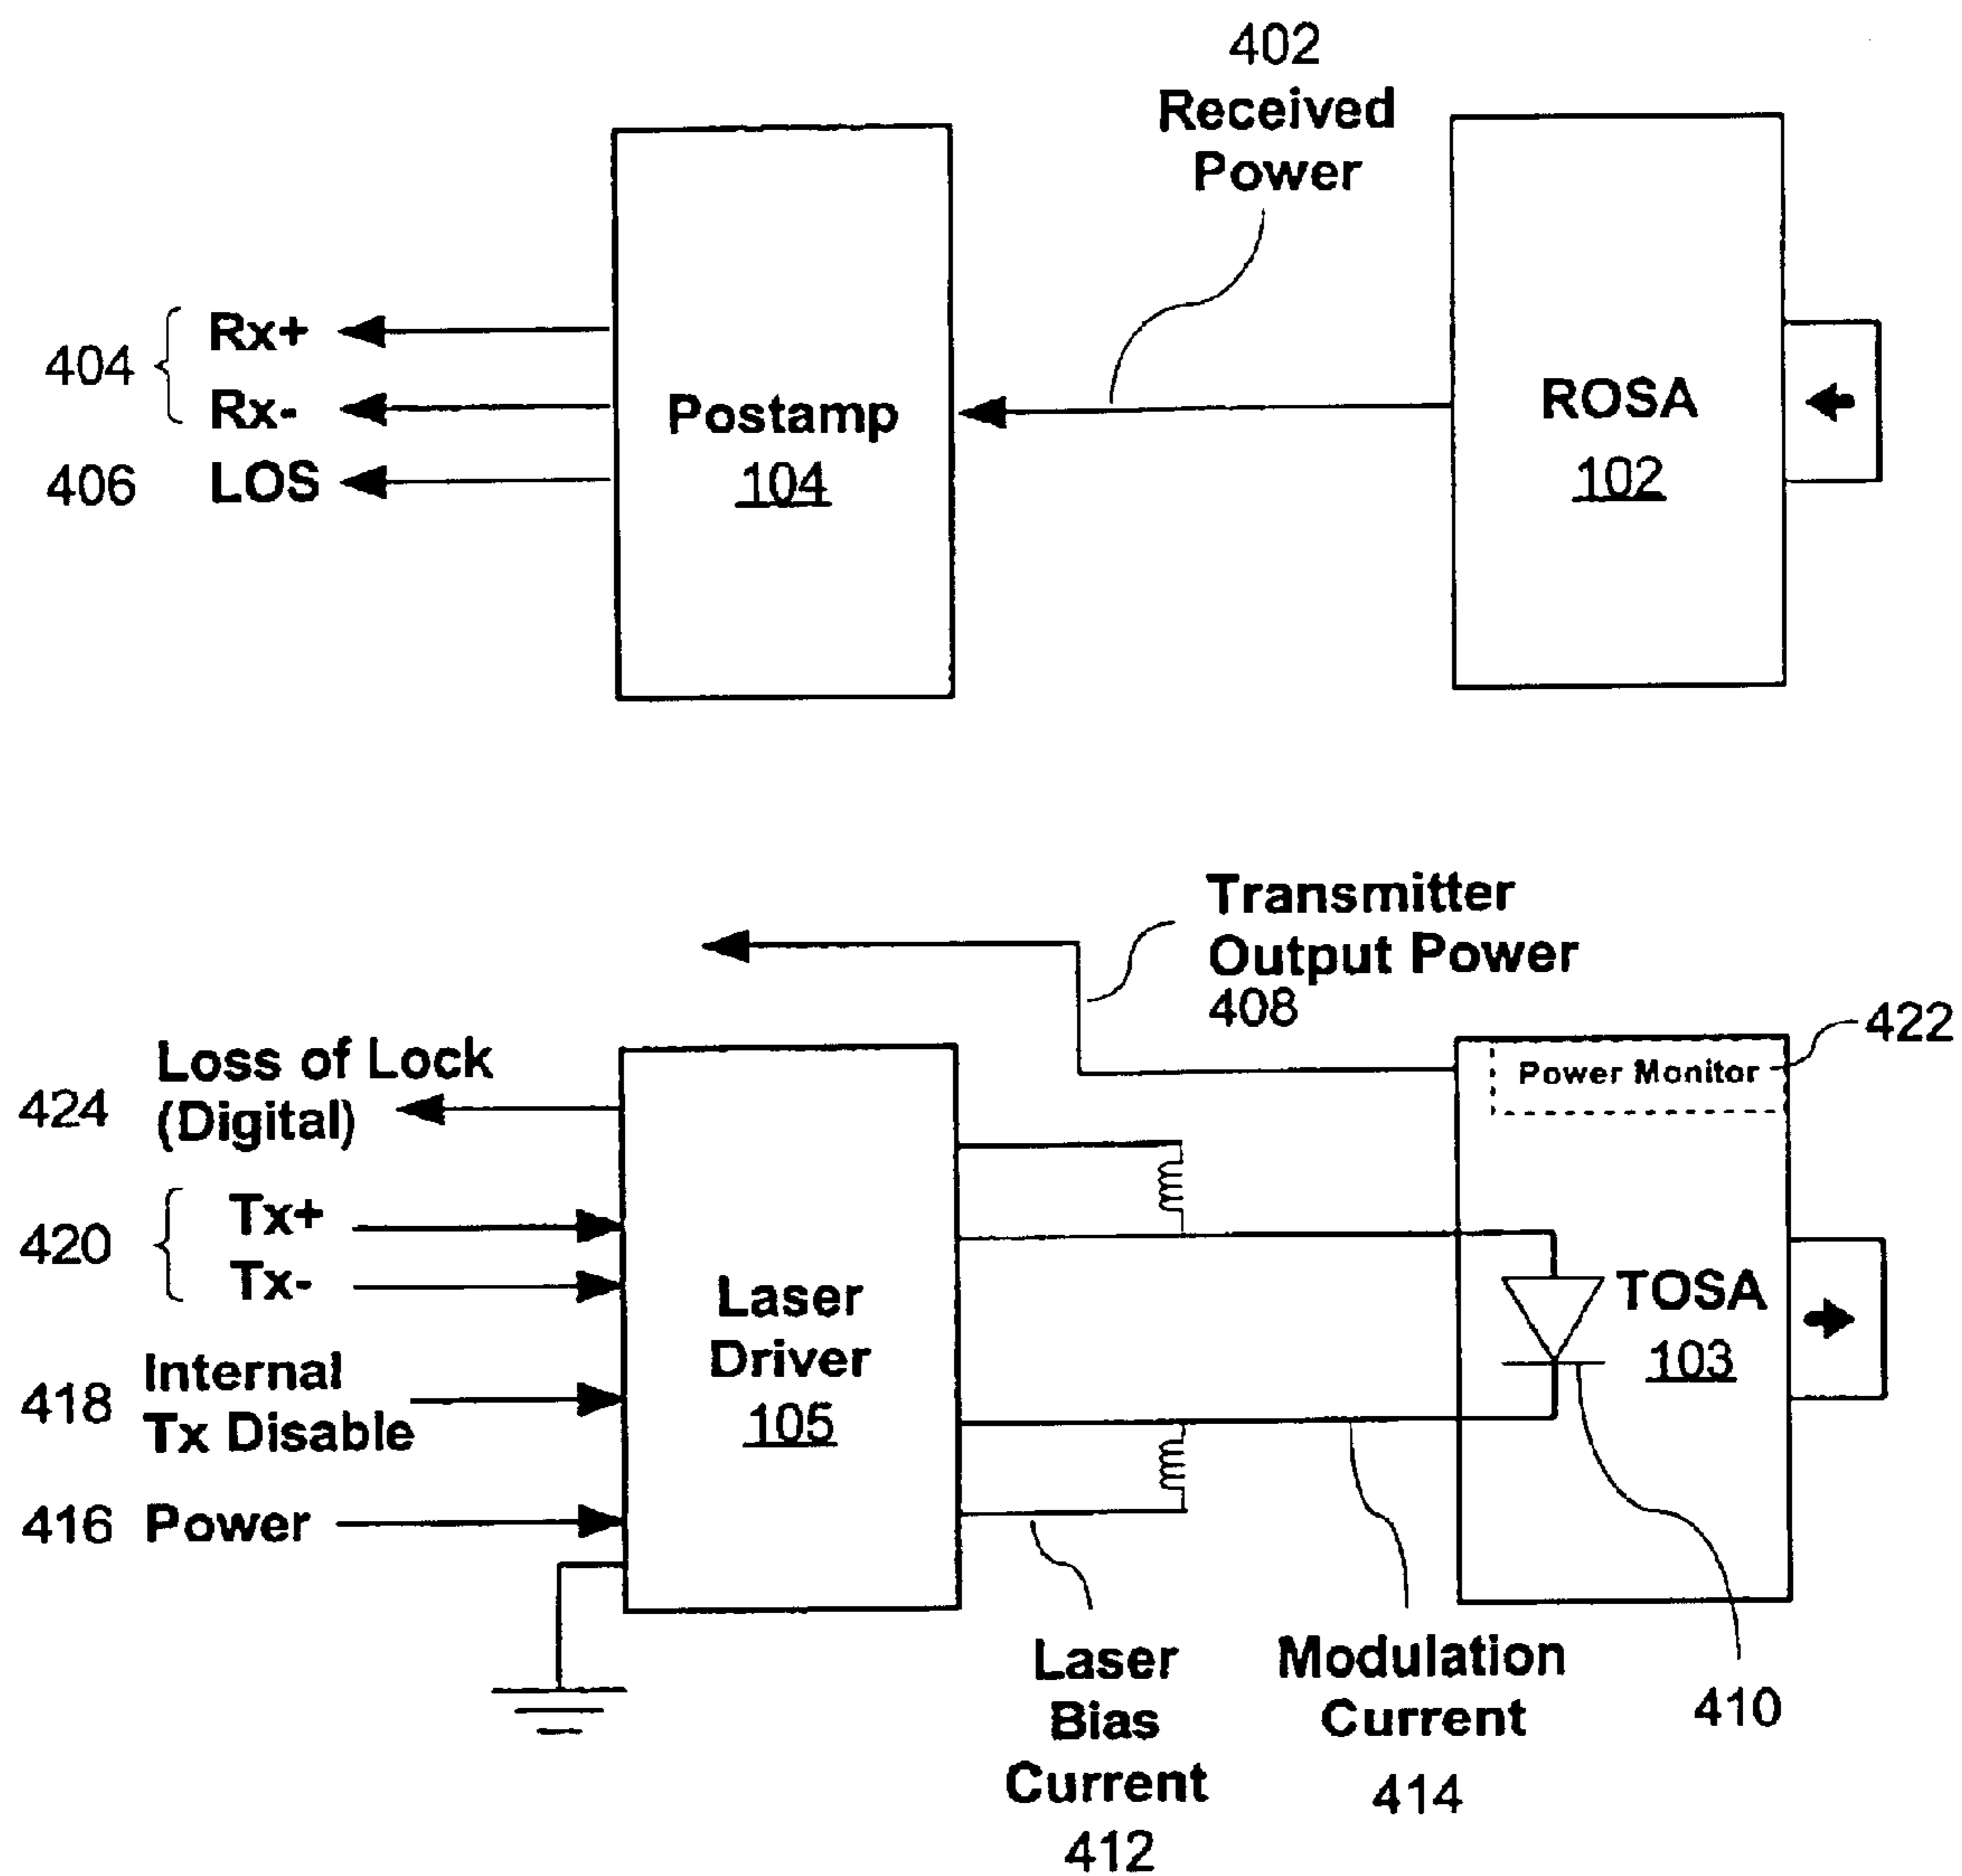 402
Received
Power
404
Rx+
Rx-
406
LOS
Postamp
104
ROSA
102
Transmitter
Output Power
408
422
Power Monitor
Loss of Lock
(Digital)
424
420
Tx+
Tx-
418
Internal
Tx Disable
416 Power
Laser
Driver
105
TOSA
103
Laser
Bias
Current
412
Modulation
Current
414
410